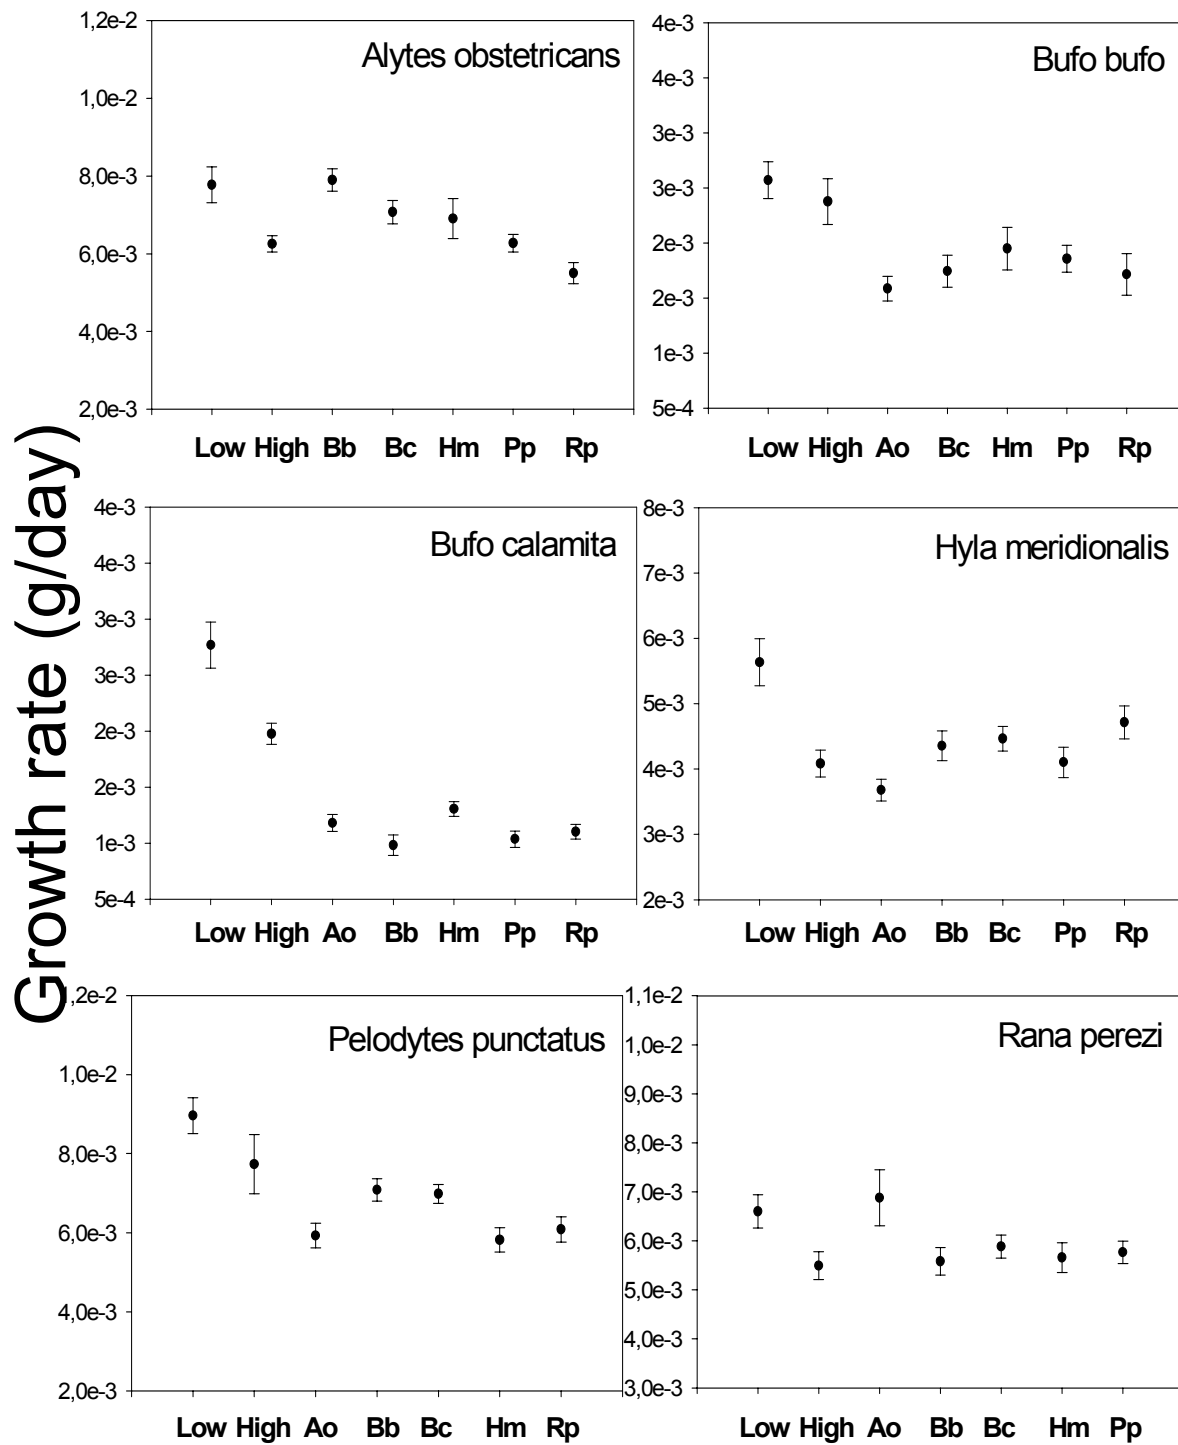 Growth rate (g/day)
Alytes obstetricans
1,2e-2
1,0e-2
8,0e-3
6,0e-3
4,0e-3
2,0e-3
Low High Bb Bc Hm Pp Rp
Bufo bufo
4e-3
4e-3
3e-3
3e-3
2e-3
2e-3
1e-3
5e-4
Low High Ao Bc Hm Pp Rp
Bufo calamita
4e-3
4e-3
3e-3
3e-3
2e-3
2e-3
1e-3
5e-4
Low High Ao Bb Hm Pp Rp
Hyla meridionalis
8e-3
7e-3
6e-3
5e-3
4e-3
3e-3
2e-3
Low High Ao Bb Bc Pp Rp
Pelodytes punctatus
1,2e-2
1,0e-2
8,0e-3
6,0e-3
4,0e-3
2,0e-3
Low High Ao Bb Bc Hm Rp
Rana perezi
1,1e-2
1,0e-2
9,0e-3
8,0e-3
7,0e-3
6,0e-3
5,0e-3
4,0e-3
3,0e-3
Low High Ao Bb Bc Hm Pp